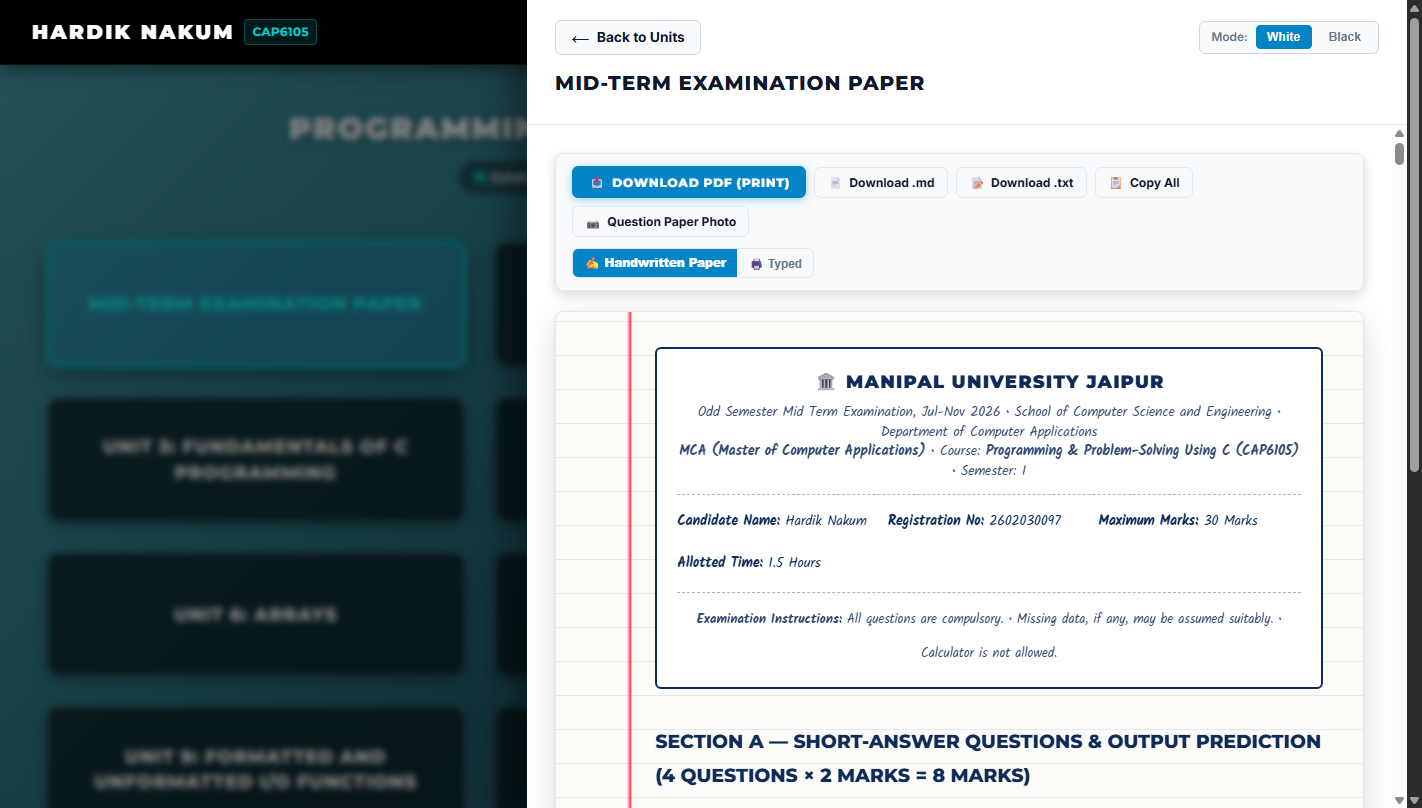 HARDIK NAKUM CAP6105
PROGRAMMIN
MID-TERM EXAMINATION PAPER
UNIT 3: FUNDAMENTALS OF C
PROGRAMMING
UNIT 6: ARRAYS
UNIT 9: FORMATTED AND
UNFORMATTED I/O FUNCTIONS
← Back to Units
Mode: White Black
MID-TERM EXAMINATION PAPER
DOWNLOAD PDF (PRINT) Download .md Download .txt Copy All
Question Paper Photo
Handwritten Paper Typed
MANIPAL UNIVERSITY JAIPUR
Odd Semester Mid Term Examination, Jul-Nov 2026 · School of Computer Science and Engineering ·
Department of Computer Applications
MCA (Master of Computer Applications) · Course: Programming & Problem-Solving Using C (CAP6105)
· Semester: I
Candidate Name: Hardik Nakum Registration No: 2602030097 Maximum Marks: 30 Marks
Allotted Time: 1.5 Hours
Examination Instructions: All questions are compulsory. · Missing data, if any, may be assumed suitably. ·
Calculator is not allowed.
SECTION A — SHORT-ANSWER QUESTIONS & OUTPUT PREDICTION
(4 QUESTIONS × 2 MARKS = 8 MARKS)